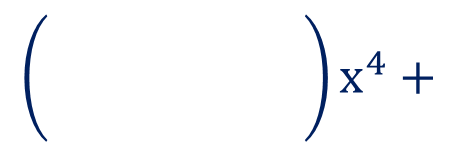 (          )x⁴ +